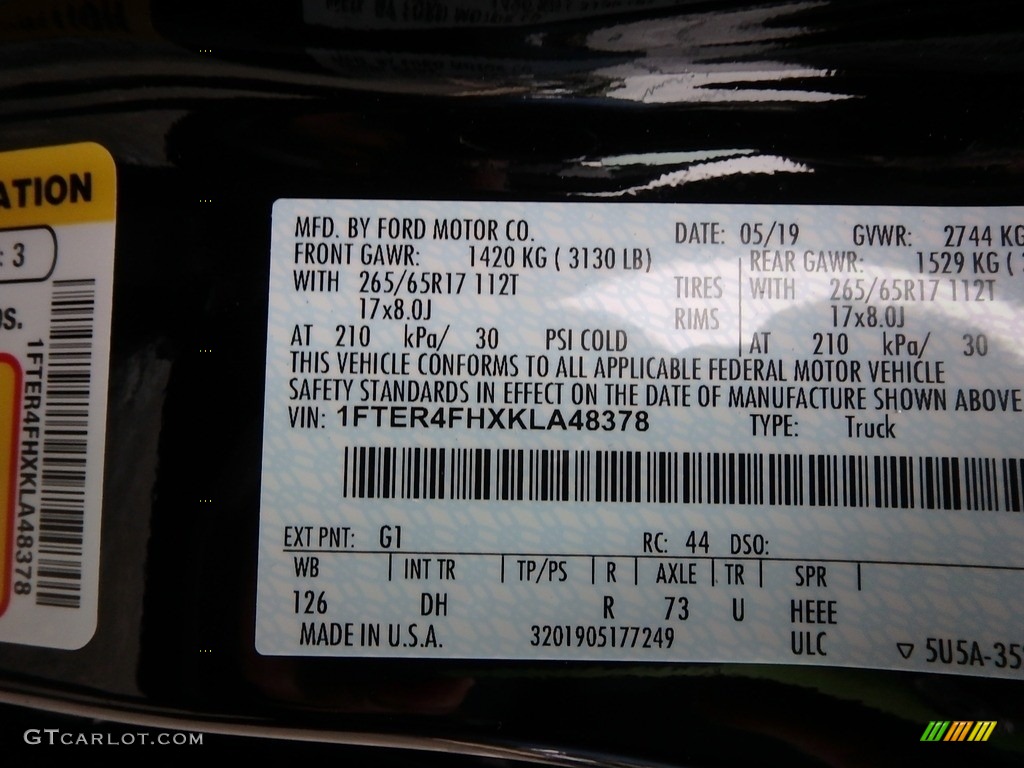 ATION
: 3
os.
1FTER4FHXKLA48378
MFD. BY FORD MOTOR CO. DATE: 05/19 GVWR: 2744 KG
FRONT GAWR: 1420 KG ( 3130 LB) REAR GAWR: 1529 KG (
WITH 265/65R17 112T TIRES WITH 265/65R17 112T
17x8.0J RIMS 17x8.0J
AT 210 kPa/ 30 PSI COLD AT 210 kPa/ 30
THIS VEHICLE CONFORMS TO ALL APPLICABLE FEDERAL MOTOR VEHICLE
SAFETY STANDARDS IN EFFECT ON THE DATE OF MANUFACTURE SHOWN ABOVE
VIN: 1FTER4FHXKLA48378 TYPE: Truck
EXT PNT: G1 RC: 44 DSO:
WB INT TR TP/PS R AXLE TR SPR
126 DH R 73 U HEEE
MADE IN U.S.A. 3201905177249 ULC ▽ 5U5A-35
GTCARLOT.COM